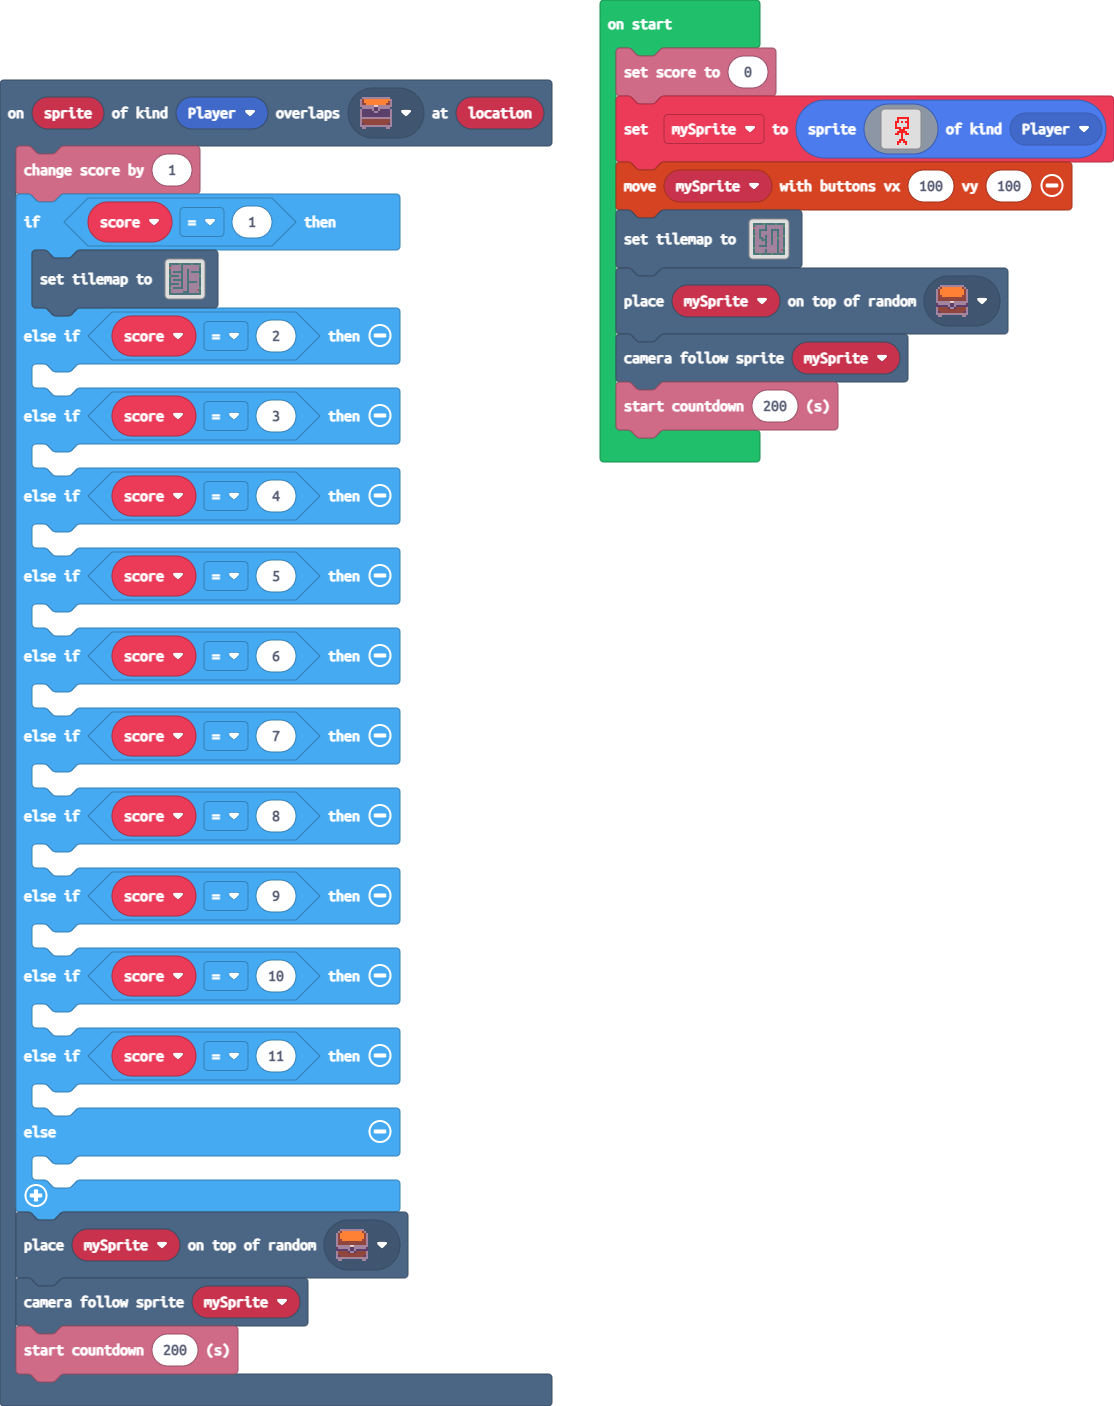 on sprite of kind Player overlaps at location
change score by 1
if score = 1 then
set tilemap to
else if score = 2 then
else if score = 3 then
else if score = 4 then
else if score = 5 then
else if score = 6 then
else if score = 7 then
else if score = 8 then
else if score = 9 then
else if score = 10 then
else if score = 11 then
else
place mySprite on top of random
camera follow sprite mySprite
start countdown 200 (s)
on start
set score to 0
set mySprite to sprite of kind Player
move mySprite with buttons vx 100 vy 100
set tilemap to
place mySprite on top of random
camera follow sprite mySprite
start countdown 200 (s)